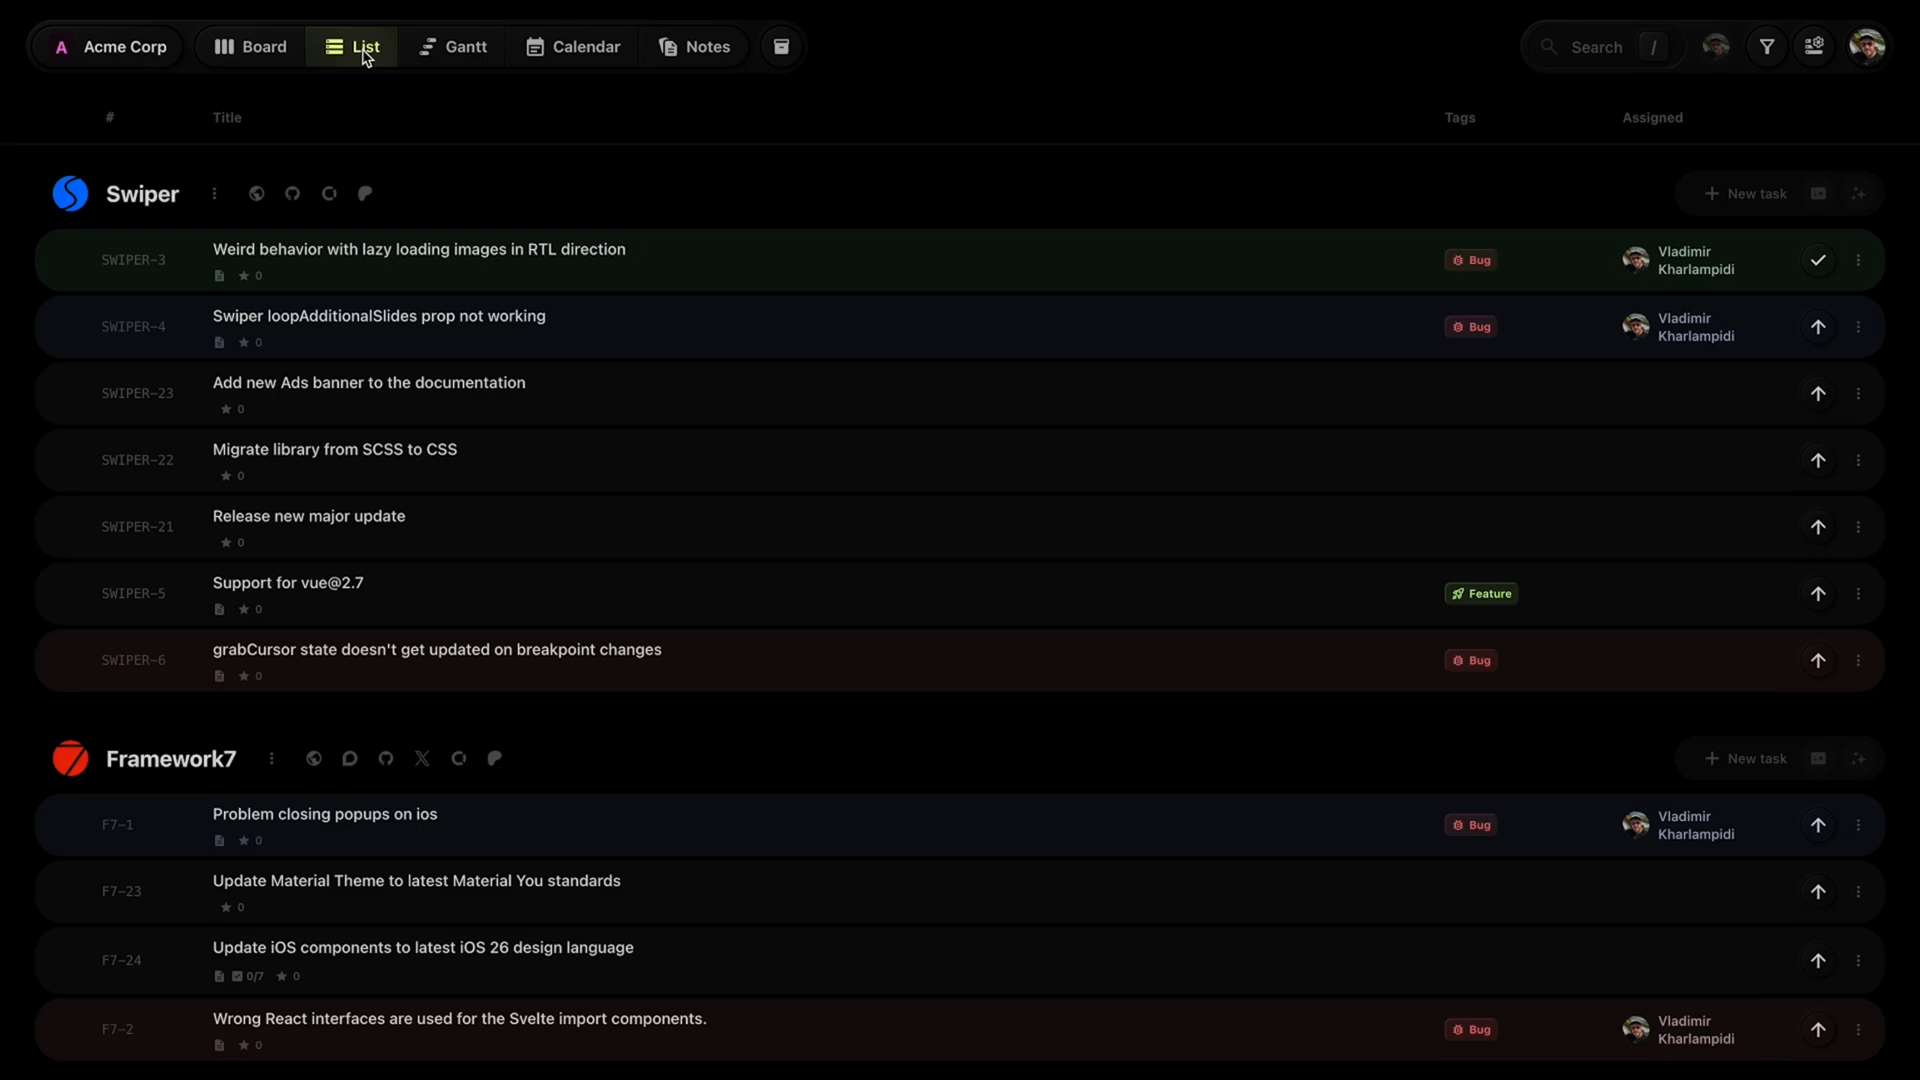 A Acme Corp Board List Gantt Calendar Notes Search /
# Title Tags Assigned
Swiper New task
SWIPER-3 Weird behavior with lazy loading images in RTL direction Bug Vladimir Kharlampidi
0
SWIPER-4 Swiper loopAdditionalSlides prop not working Bug Vladimir Kharlampidi
0
SWIPER-23 Add new Ads banner to the documentation
0
SWIPER-22 Migrate library from SCSS to CSS
0
SWIPER-21 Release new major update
0
SWIPER-5 Support for vue@2.7 Feature
0
SWIPER-6 grabCursor state doesn't get updated on breakpoint changes Bug
0
Framework7 New task
F7-1 Problem closing popups on ios Bug Vladimir Kharlampidi
0
F7-23 Update Material Theme to latest Material You standards
0
F7-24 Update iOS components to latest iOS 26 design language
0/7 0
F7-2 Wrong React interfaces are used for the Svelte import components. Bug Vladimir Kharlampidi
0